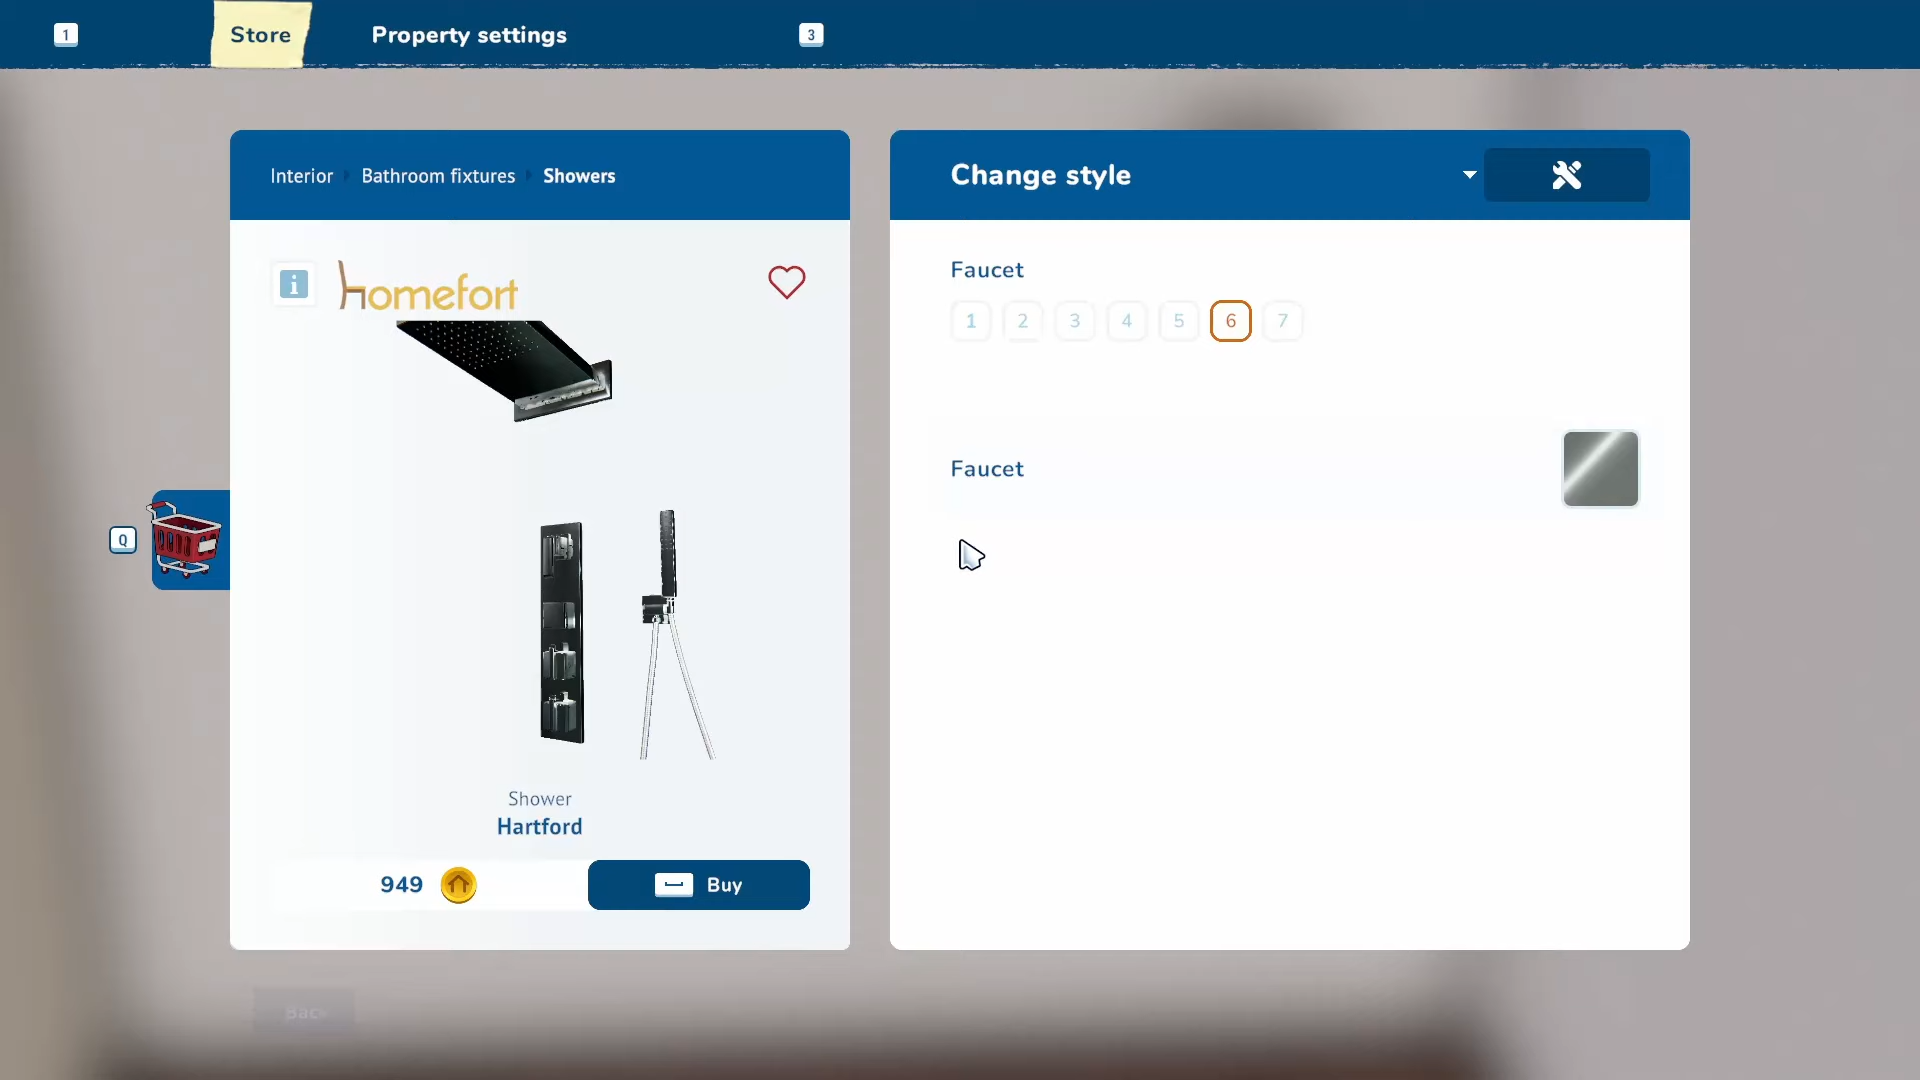 1
Store
Property settings
3
Interior
Bathroom fixtures
Showers
Change style
i
homefort
Faucet
1 2 3 4 5 6 7
Faucet
Q
Shower
Hartford
949
Buy
Back